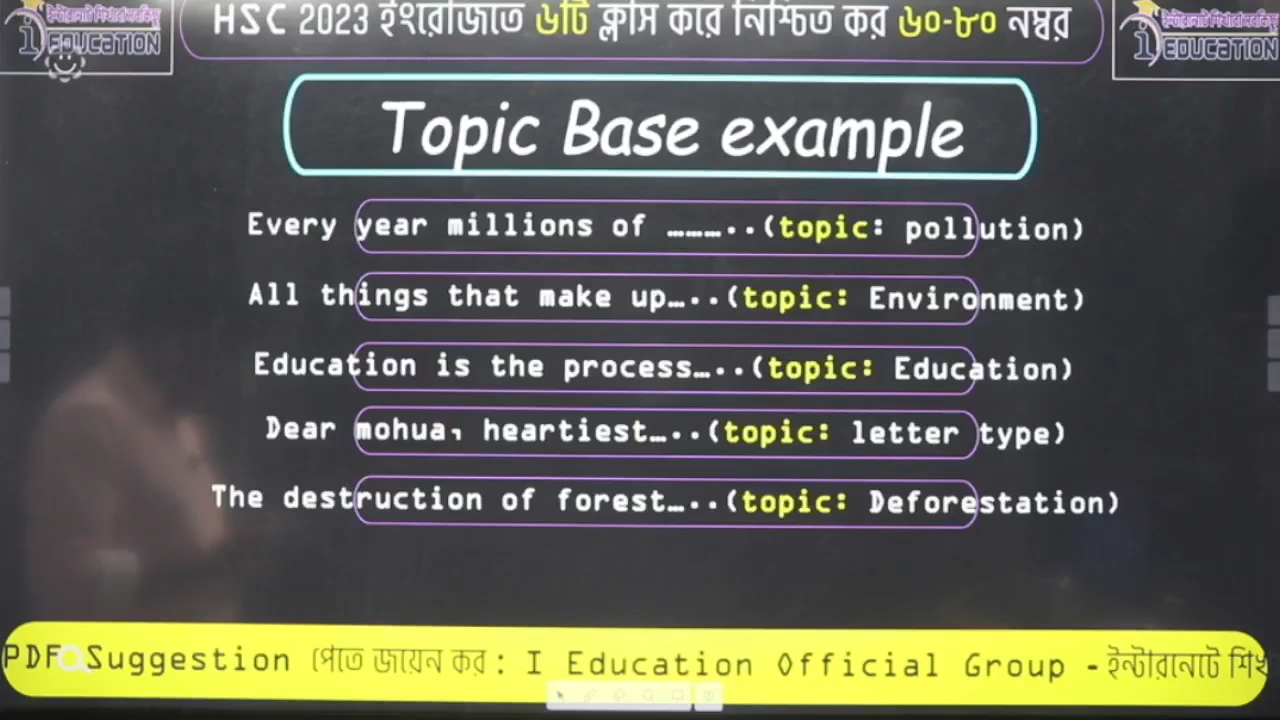 HSC 2023 ইংরেজিতে ৬টি ক্লাস করে নিশ্চিত কর ৬০-৮০ নম্বর
EDUCATION
EDUCATION
Topic Base example
Every year millions of ………..(topic: pollution)
All things that make up…..(topic: Environment)
Education is the process…..(topic: Education)
Dear mohua, heartiest…..(topic: letter type)
The destruction of forest…..(topic: Deforestation)
PDF Suggestion পেতে জয়েন কর : I Education Official Group - ইন্টারনেটে